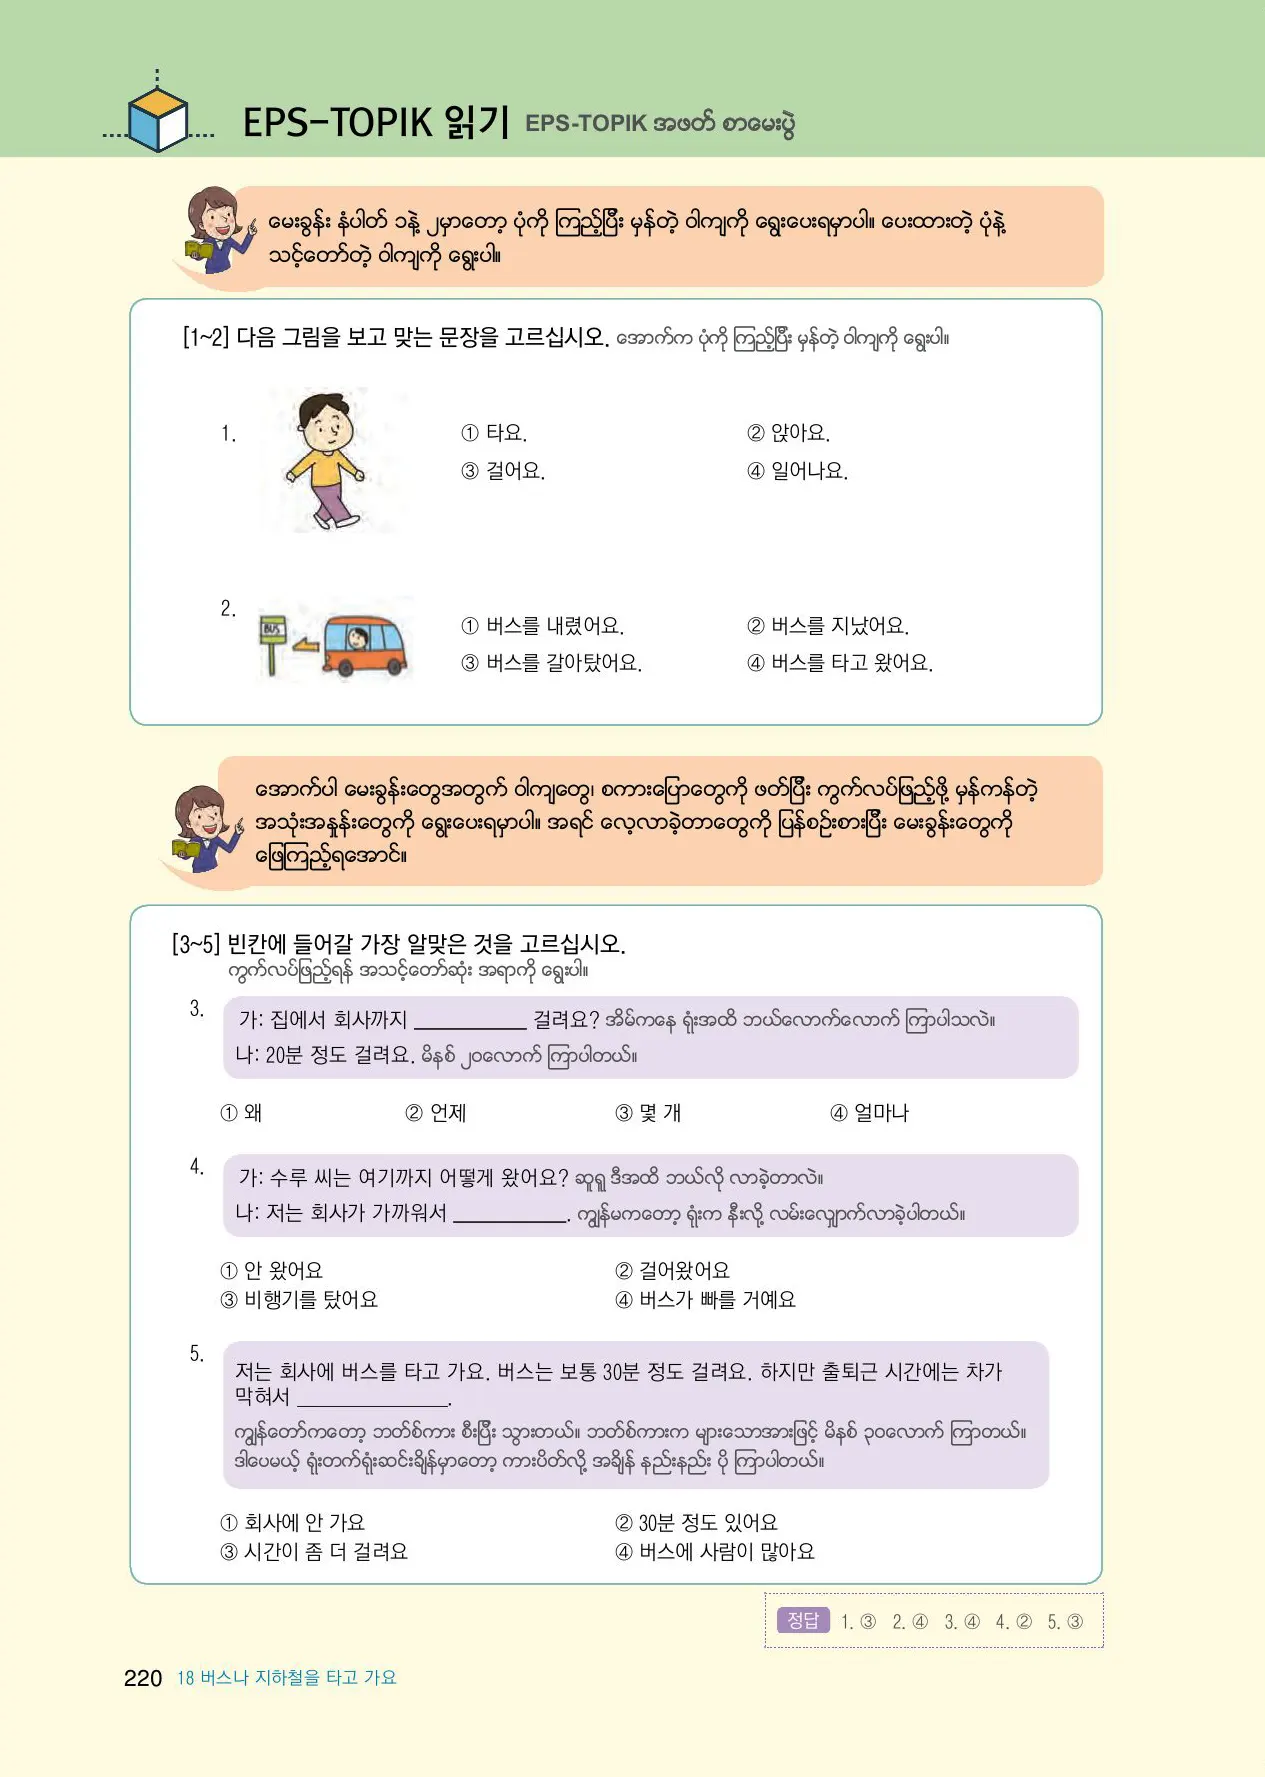 EPS-TOPIK 읽기 EPS-TOPIK အဖတ် စာမေးပွဲ
မေးခွန်း နံပါတ် ၁နဲ့ ၂မှာတော့ ပုံကို ကြည့်ပြီး မှန်တဲ့ ဝါကျကို ရွေးပေးရမှာပါ။ ပေးထားတဲ့ ပုံနဲ့
သင့်တော်တဲ့ ဝါကျကို ရွေးပါ။
[1~2] 다음 그림을 보고 맞는 문장을 고르십시오. အောက်က ပုံကို ကြည့်ပြီး မှန်တဲ့ ဝါကျကို ရွေးပါ။
1.
① 타요. ② 앉아요.
③ 걸어요. ④ 일어나요.
2.
BUS
① 버스를 내렸어요. ② 버스를 지났어요.
③ 버스를 갈아탔어요. ④ 버스를 타고 왔어요.
အောက်ပါ မေးခွန်းတွေအတွက် ဝါကျတွေ၊ စကားပြောတွေကို ဖတ်ပြီး ကွက်လပ်ဖြည့်ဖို့ မှန်ကန်တဲ့
အသုံးအနှုန်းတွေကို ရွေးပေးရမှာပါ။ အရင် လေ့လာခဲ့တာတွေကို ပြန်စဉ်းစားပြီး မေးခွန်းတွေကို
ဖြေကြည့်ရအောင်။
[3~5] 빈칸에 들어갈 가장 알맞은 것을 고르십시오.
ကွက်လပ်ဖြည့်ရန် အသင့်တော်ဆုံး အရာကို ရွေးပါ။
3.
가: 집에서 회사까지 __________ 걸려요? အိမ်ကနေ ရုံးအထိ ဘယ်လောက်လောက် ကြာပါသလဲ။
나: 20분 정도 걸려요. မိနစ် ၂၀လောက် ကြာပါတယ်။
① 왜 ② 언제 ③ 몇 개 ④ 얼마나
4.
가: 수루 씨는 여기까지 어떻게 왔어요? ဆူရူ ဒီအထိ ဘယ်လို လာခဲ့တာလဲ။
나: 저는 회사가 가까워서 __________. ကျွန်မကတော့ ရုံးက နီးလို့ လမ်းလျှောက်လာခဲ့ပါတယ်။
① 안 왔어요 ② 걸어왔어요
③ 비행기를 탔어요 ④ 버스가 빠를 거예요
5.
저는 회사에 버스를 타고 가요. 버스는 보통 30분 정도 걸려요. 하지만 출퇴근 시간에는 차가
막혀서 ______________.
ကျွန်တော်ကတော့ ဘတ်စ်ကား စီးပြီး သွားတယ်။ ဘတ်စ်ကားက များသောအားဖြင့် မိနစ် ၃၀လောက် ကြာတယ်။
ဒါပေမယ့် ရုံးတက်ရုံးဆင်းချိန်မှာတော့ ကားပိတ်လို့ အချိန် နည်းနည်း ပို ကြာပါတယ်။
① 회사에 안 가요 ② 30분 정도 있어요
③ 시간이 좀 더 걸려요 ④ 버스에 사람이 많아요
정답 1. ③ 2. ④ 3. ④ 4. ② 5. ③
220 18 버스나 지하철을 타고 가요